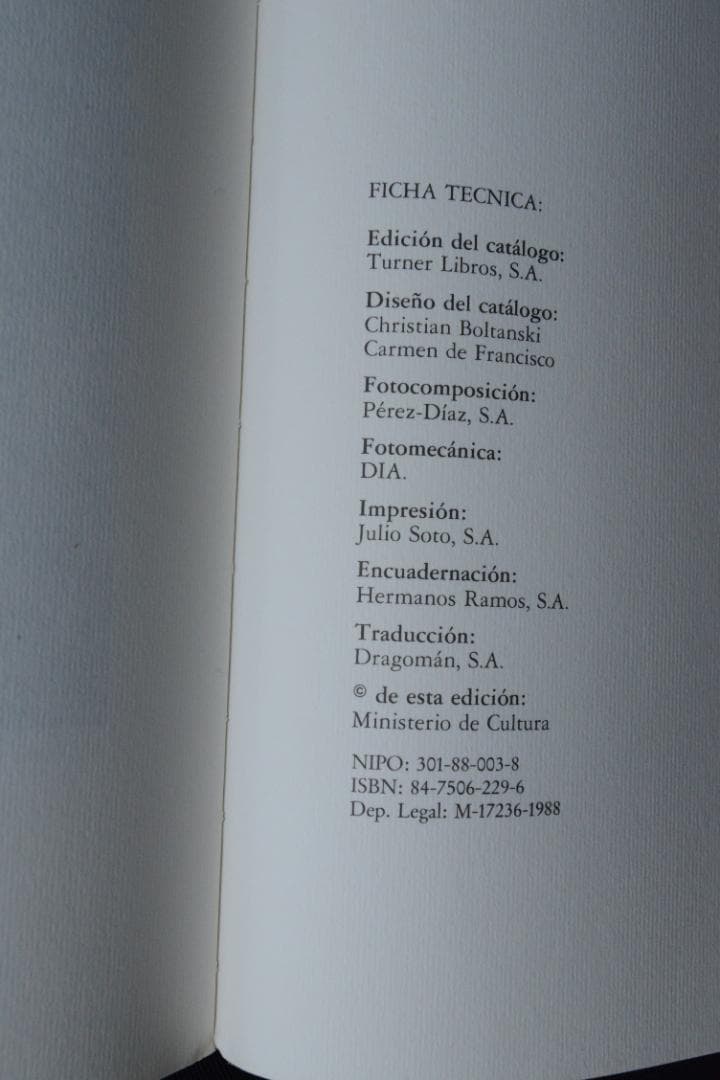 FICHA TECNICA:
Edición del catálogo:
Turner Libros, S.A.
Diseño del catálogo:
Christian Boltanski
Carmen de Francisco
Fotocomposición:
Pérez-Díaz, S.A.
Fotomecánica:
DIA.
Impresión:
Julio Soto, S.A.
Encuadernación:
Hermanos Ramos, S.A.
Traducción:
Dragomán, S.A.
© de esta edición:
Ministerio de Cultura
NIPO: 301-88-003-8
ISBN: 84-7506-229-6
Dep. Legal: M-17236-1988